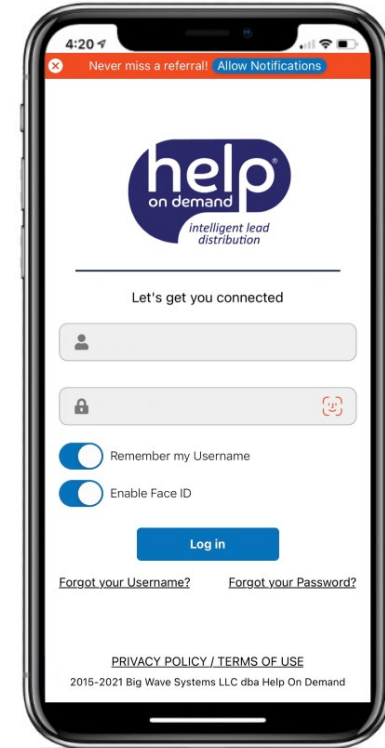 4:20
Never miss a referral! Allow Notifications
help®
on demand
intelligent lead
distribution
Let's get you connected
Remember my Username
Enable Face ID
Log in
Forgot your Username? Forgot your Password?
PRIVACY POLICY / TERMS OF USE
2015-2021 Big Wave Systems LLC dba Help On Demand